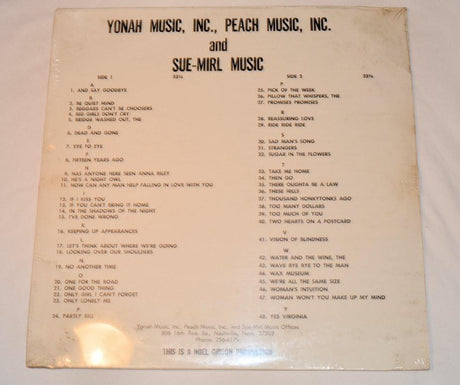 YONAH MUSIC, INC., PEACH MUSIC, INC.
and
SUE-MIRL MUSIC
SIDE 1 33⅓
A
1. AND SAY GOODBYE
B
2. BE QUIET MIND
3. BEGGARS CAN'T BE CHOOSERS
4. BIG GIRLS DON'T CRY
5. BRIDGE WASHED OUT, THE
D
6. DEAD AND GONE
E
7. EYE TO EYE
F
8. FIFTEEN YEARS AGO
H
9. HAS ANYONE HERE SEEN ANNA RILEY
10. HE'S A NIGHT OWL
11. HOW CAN ANY MAN HELP FALLING IN LOVE WITH YOU
I
12. IF I KISS YOU
13. IF YOU CAN'T BRING IT HOME
14. IN THE SHADOWS OF THE NIGHT
15. I'VE DONE WRONG
K
16. KEEPING UP APPEARANCES
L
17. LET'S THINK ABOUT WHERE WE'RE GOING
18. LOOKING OVER OUR SHOULDERS
N
19. NO ANOTHER TIME
O
20. ONE FOR THE ROAD
21. ONE GOOD THING
22. ONLY GIRL I CAN'T FORGET
23. ONLY LONELY ME
P
24. PARTLY BILL
SIDE 2 33⅓
P
25. PICK OF THE WEEK
26. PILLOW THAT WHISPERS, THE
27. PROMISES PROMISES
R
28. REASSURING LOVE
29. RIDE RIDE RIDE
S
30. SAD MAN'S SONG
31. STRANGERS
32. SUGAR IN THE FLOWERS
T
33. TAKE ME HOME
34. THEN GO
35. THERE OUGHTA BE A LAW
36. THESE HILLS
37. THOUSAND HONKYTONKS AGO
38. TOO MANY DOLLARS
39. TOO MUCH OF YOU
40. TWO HEARTS ON A POSTCARD
V
41. VISION OF BLINDNESS
W
42. WATER AND THE WINE, THE
43. WAVE BYE BYE TO THE MAN
44. WAX MUSEUM
45. WE'RE ALL THE SAME SIZE
46. WOMAN'S INTUITION
47. WOMAN WON'T YOU MAKE UP MY MIND
Y
48. YES VIRGINIA
Yonah Music, Inc., Peach Music, Inc., and Sue-Mirl Music Offices
806 16th Ave. So., Nashville, Tenn. 37203
Phone:
THIS IS A NOEL GIBSON PRODUCTION